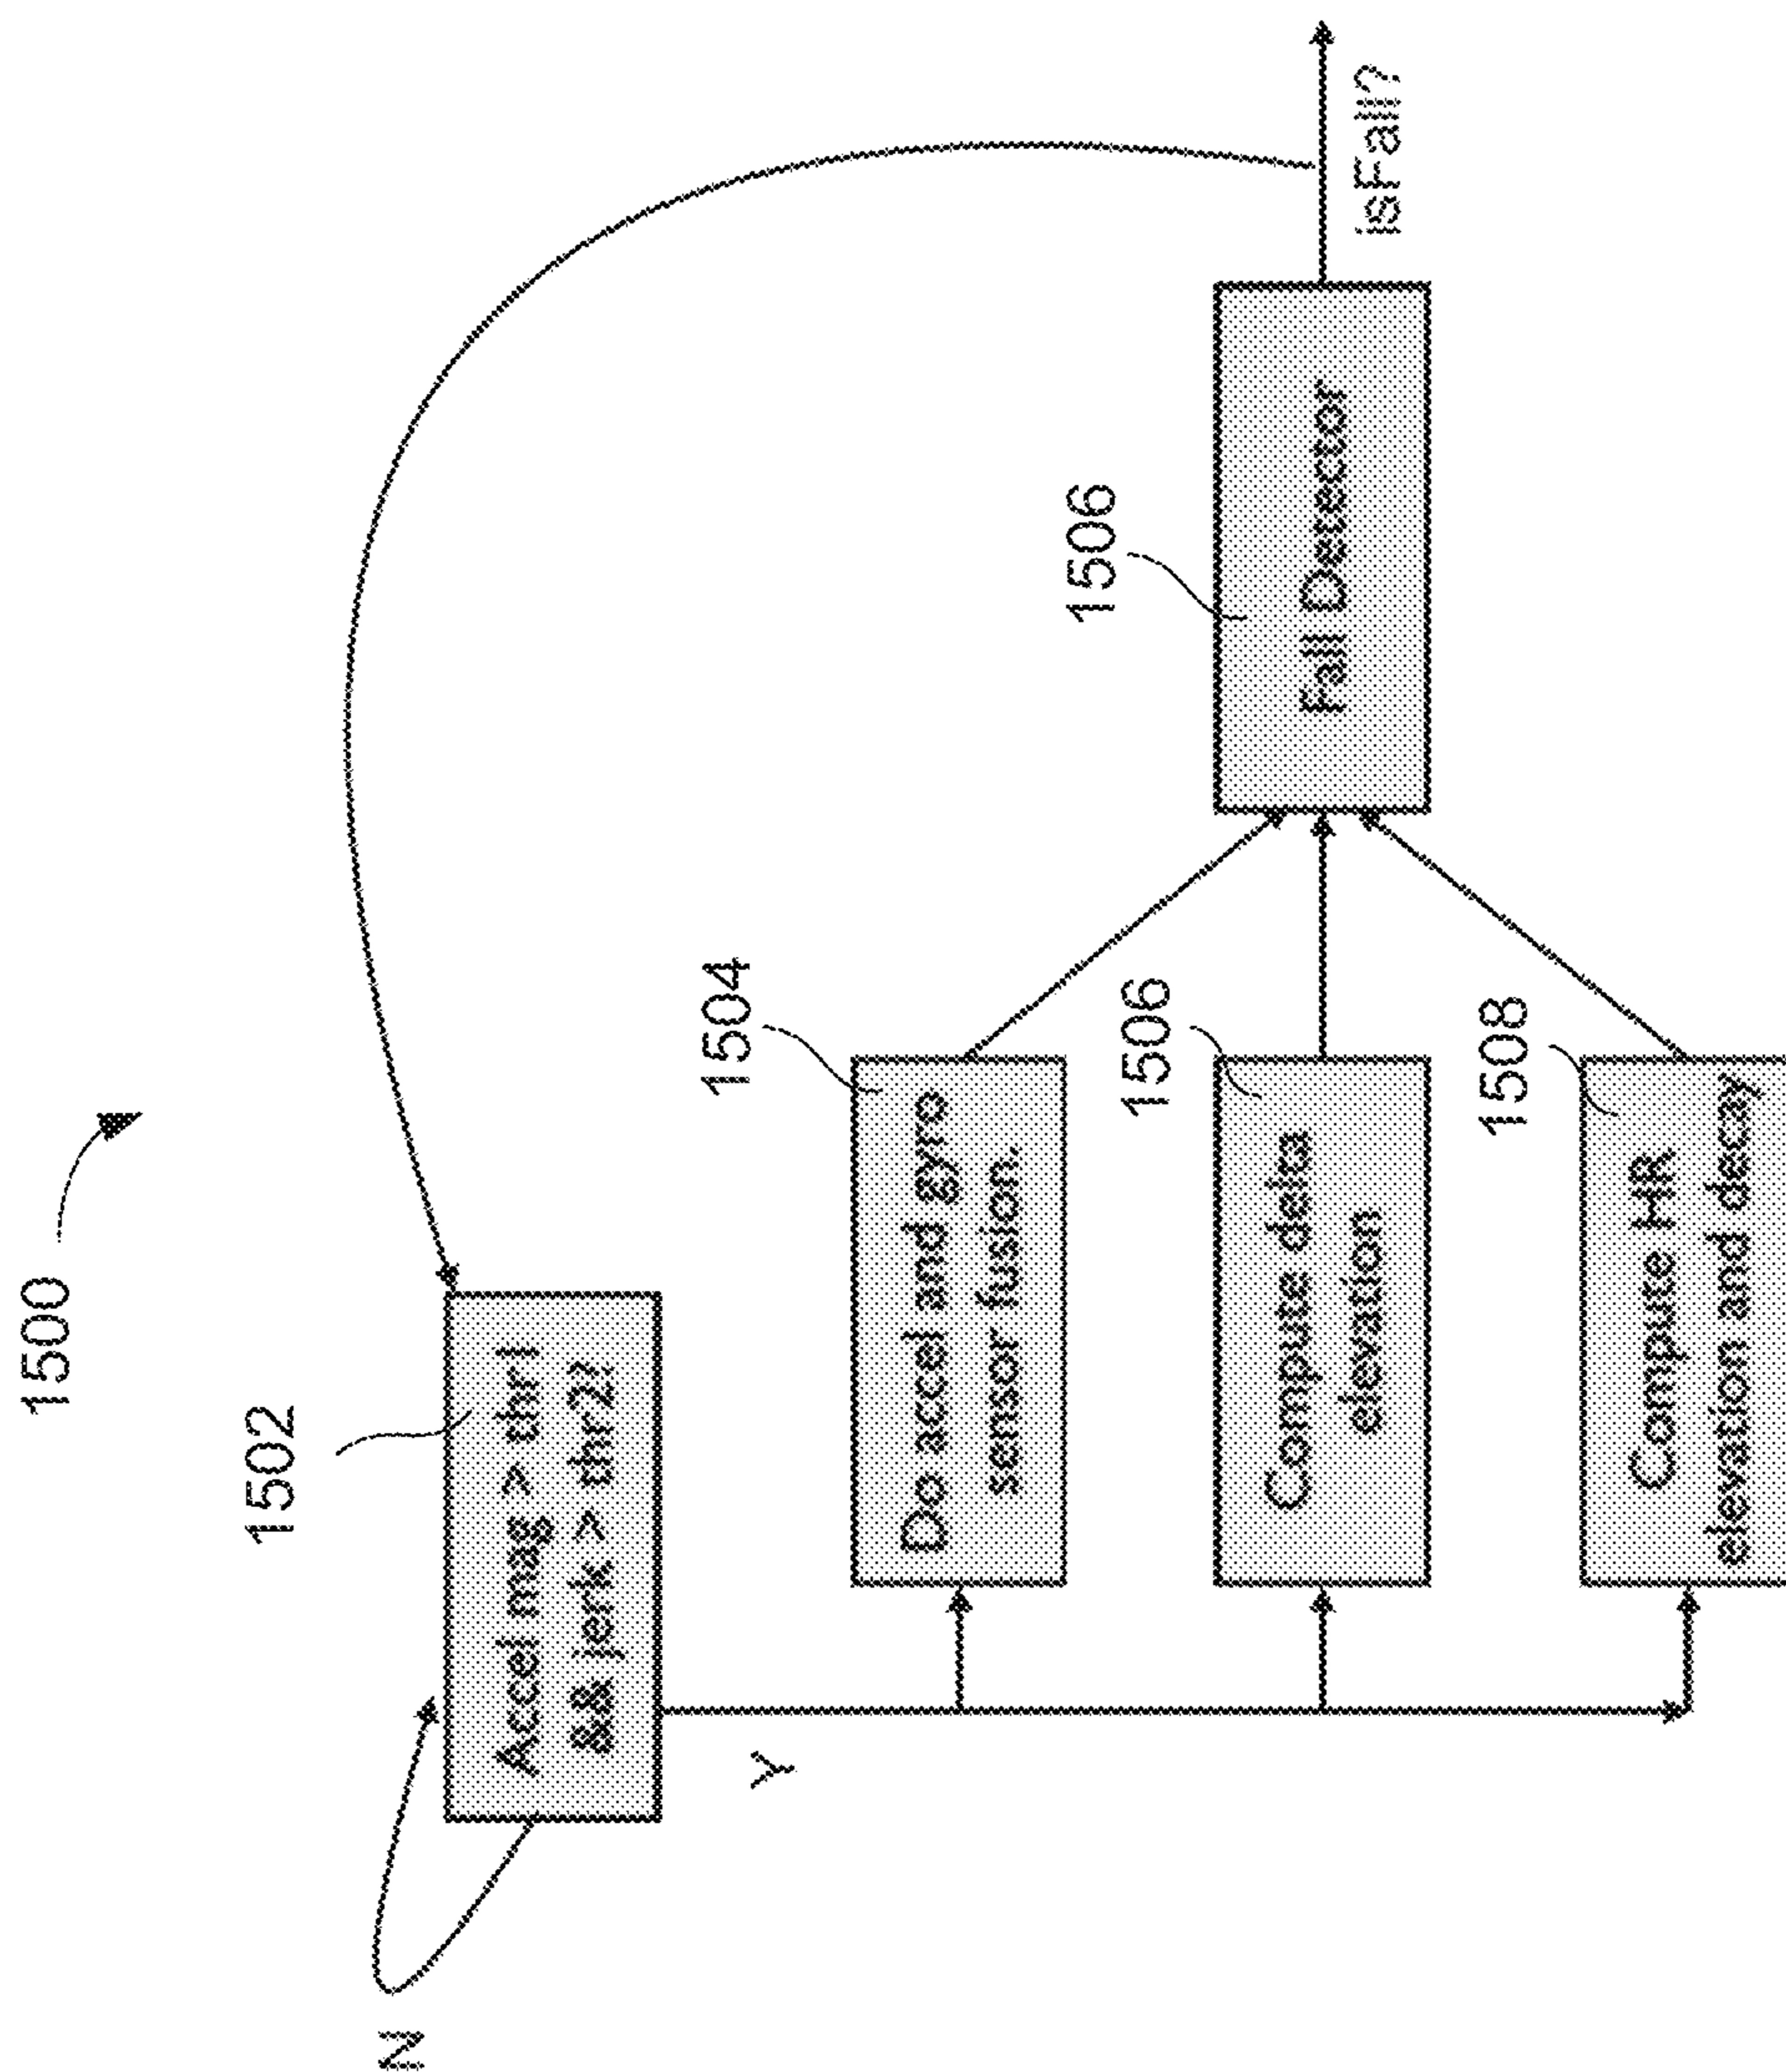 1500
1502
Accel mag > thr1
&& jerk > thr2?
N
Y
1504
Do accel and gyro
sensor fusion.
1506
Compute delta
elevation
1508
Compute HR
elevation and decay
1506
Fall Detector
isFall?